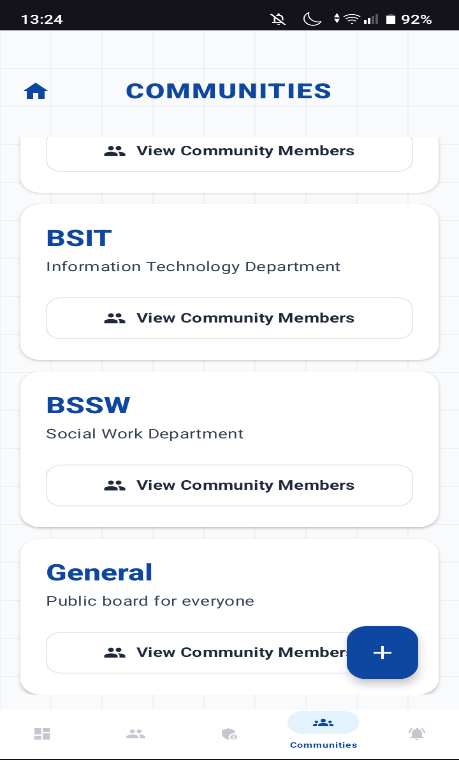 13:24
92%
COMMUNITIES
View Community Members
BSIT
Information Technology Department
View Community Members
BSSW
Social Work Department
View Community Members
General
Public board for everyone
View Community Members
+
Communities